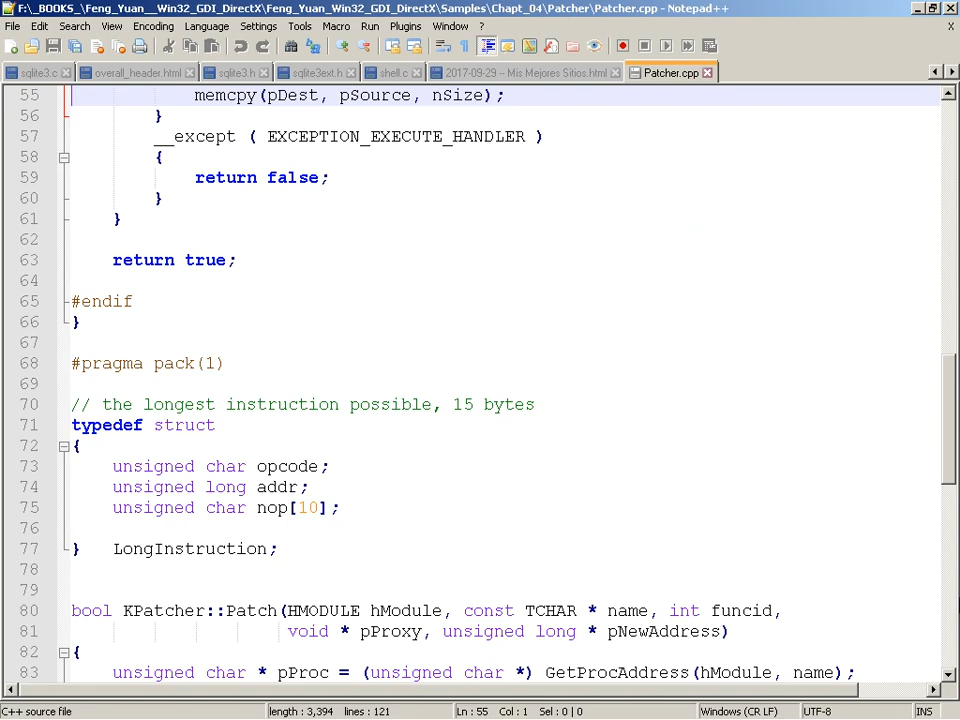 F:\_BOOKS_\Feng_Yuan__Win32_GDI_DirectX\Feng_Yuan_Win32_GDI_DirectX\Samples\Chapt_04\Patcher\Patcher.cpp - Notepad++
File Edit Search View Encoding Language Settings Tools Macro Run Plugins Window ? X
sqlite3.c overall_header.html sqlite3.h sqlite3ext.h shell.c 2017-09-29 -- Mis Mejores Sitios.html Patcher.cpp
55 memcpy(pDest, pSource, nSize);
56 }
57 __except ( EXCEPTION_EXECUTE_HANDLER )
58 {
59 return false;
60 }
61 }
62
63 return true;
64
65 #endif
66 }
67
68 #pragma pack(1)
69
70 // the longest instruction possible, 15 bytes
71 typedef struct
72 {
73 unsigned char opcode;
74 unsigned long addr;
75 unsigned char nop[10];
76
77 } LongInstruction;
78
79
80 bool KPatcher::Patch(HMODULE hModule, const TCHAR * name, int funcid,
81 void * pProxy, unsigned long * pNewAddress)
82 {
83 unsigned char * pProc = (unsigned char *) GetProcAddress(hModule, name);
C++ source file length : 3,394 lines : 121 Ln : 55 Col : 1 Sel : 0 | 0 Windows (CR LF) UTF-8 INS